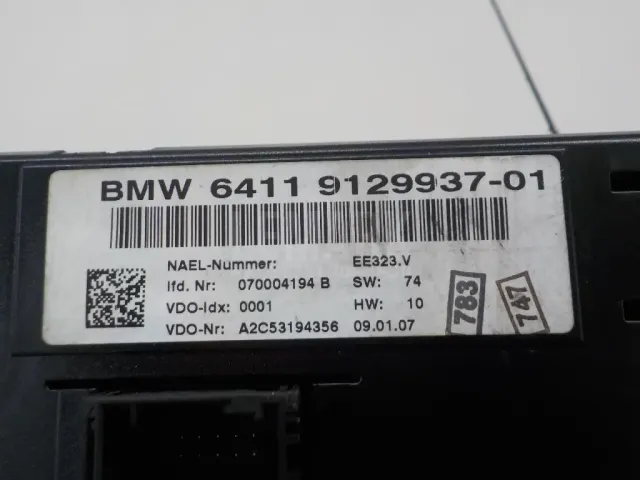 BMW 6411 9129937-01
NAEL-Nummer: EE323.V
lfd. Nr: 070004194 B SW: 74
VDO-Idx: 0001 HW: 10
VDO-Nr: A2C53194356 09.01.07
783
747